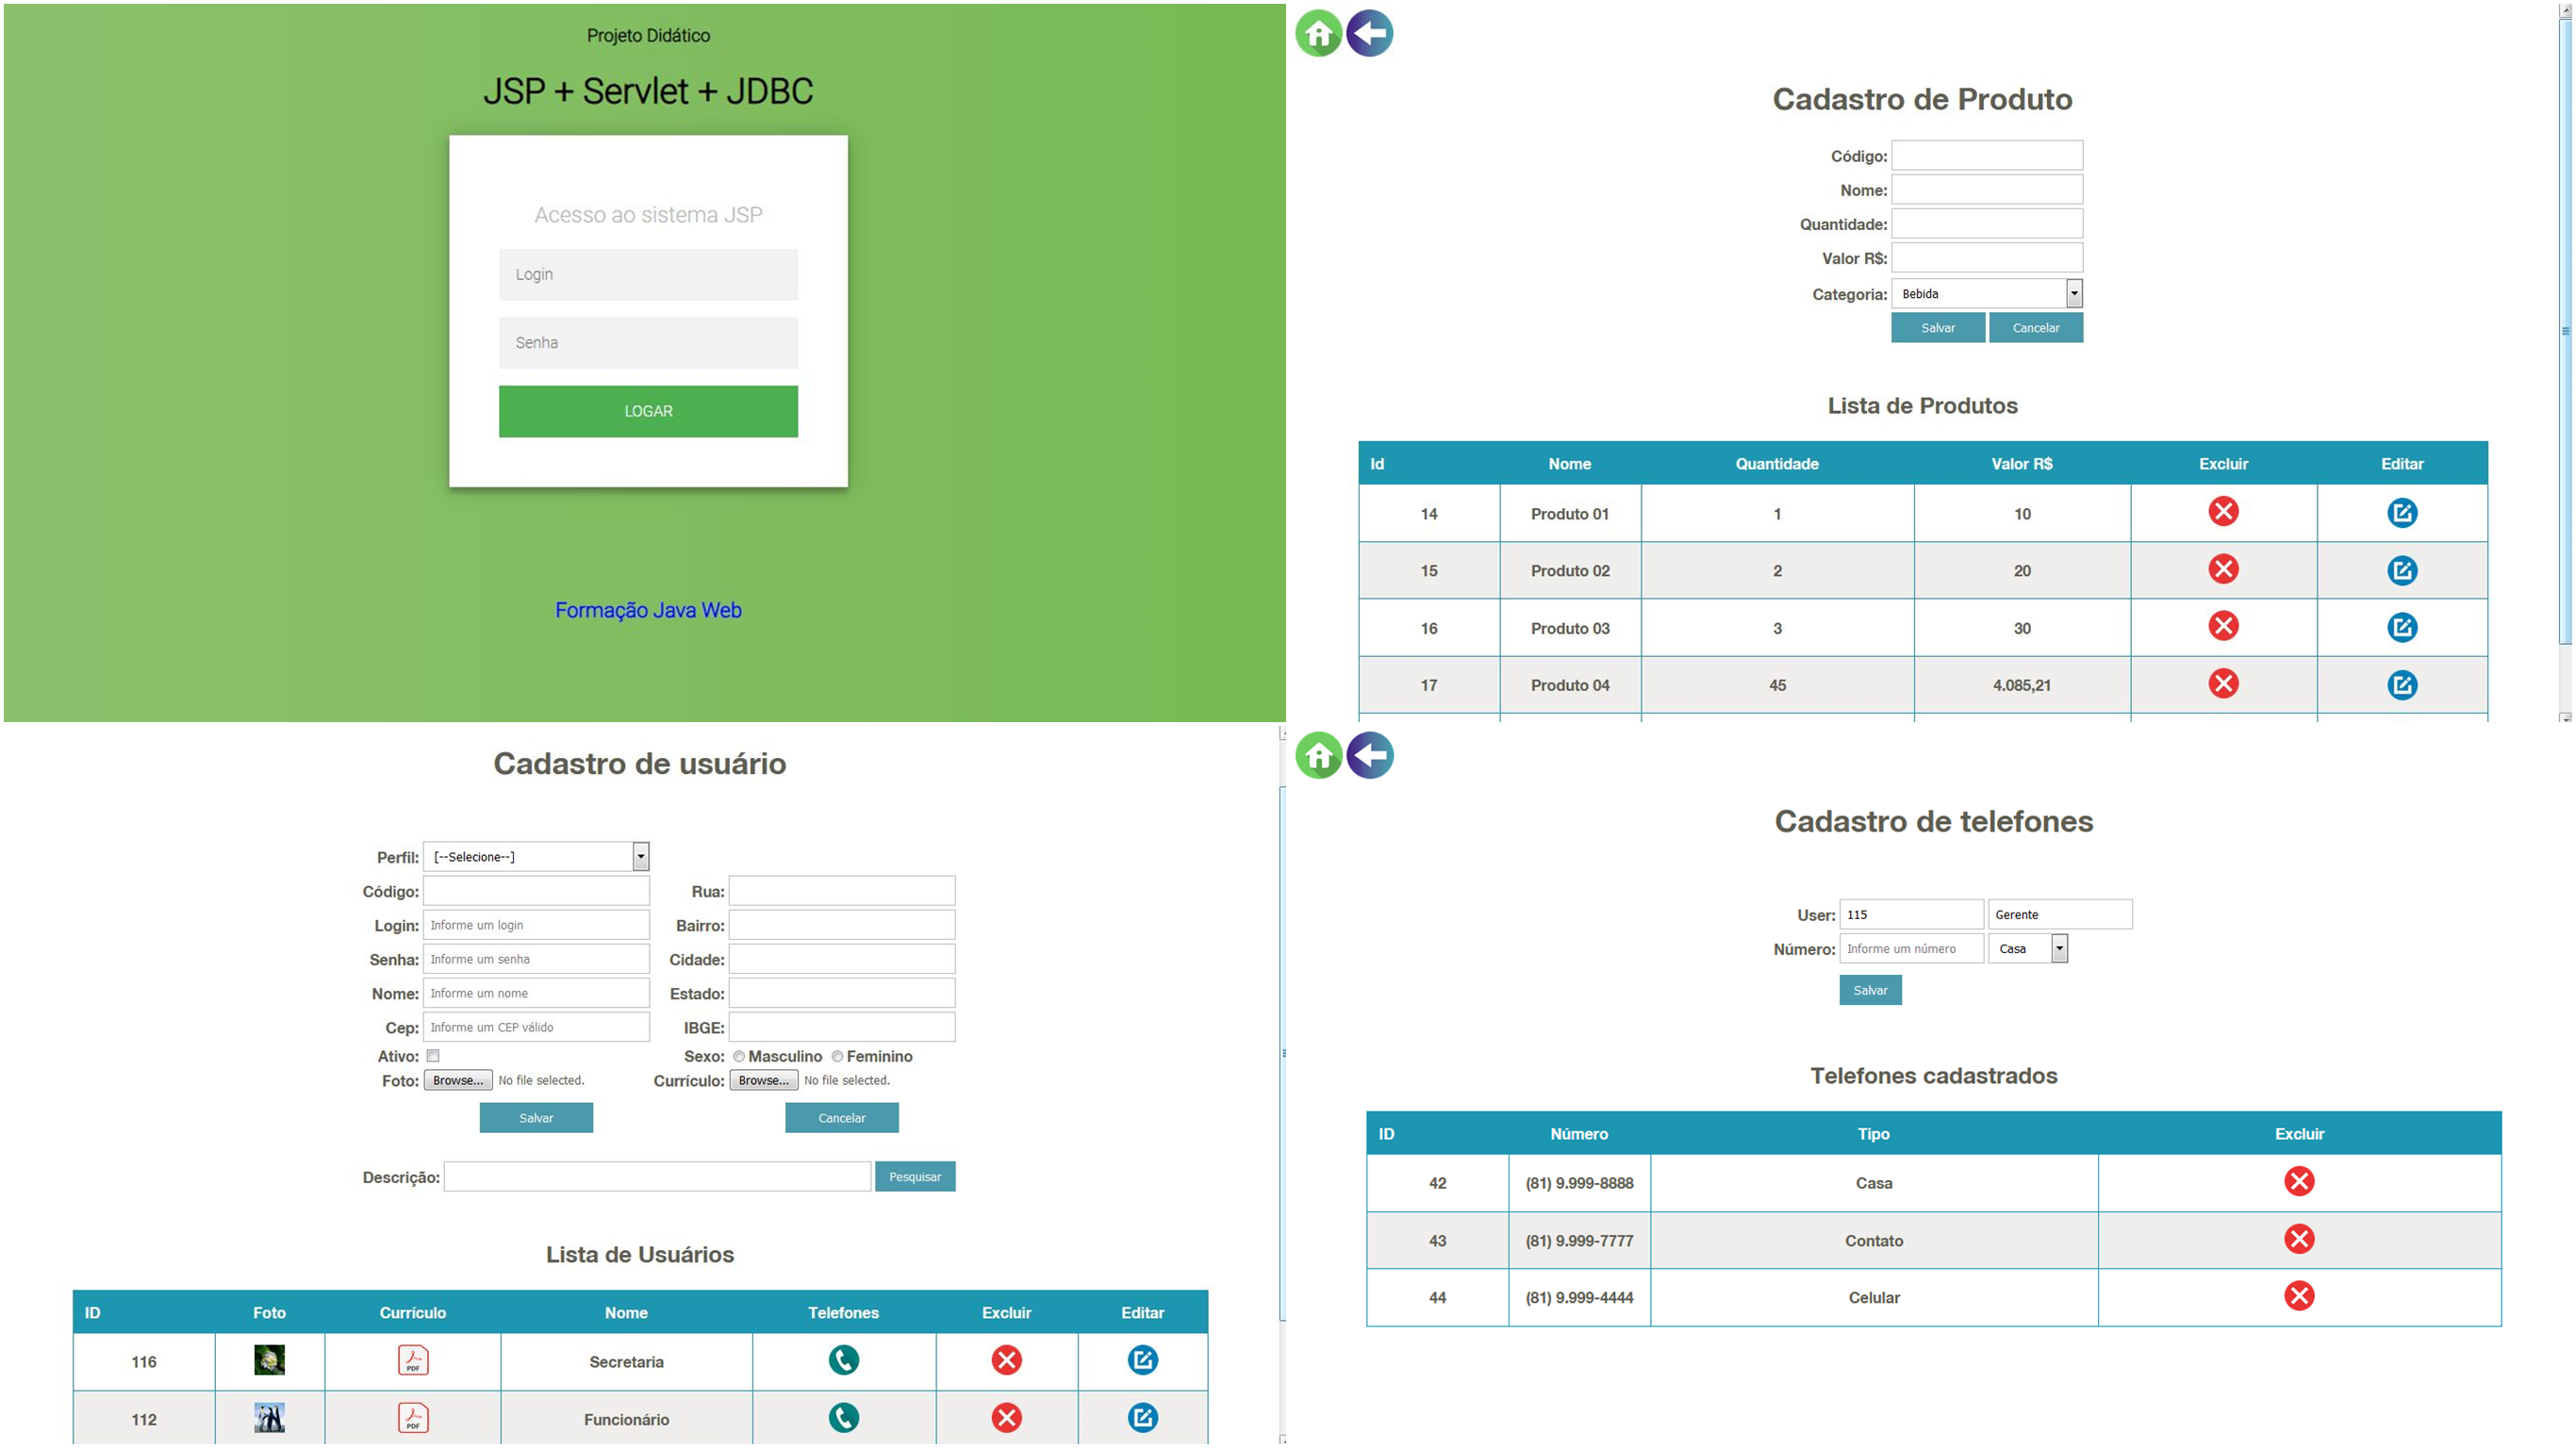 Projeto Didático
JSP + Servlet + JDBC
Acesso ao sistema JSP
Login
Senha
LOGAR
Formação Java Web
Cadastro de Produto
Código:
Nome:
Quantidade:
Valor R$:
Categoria: Bebida
Salvar Cancelar
Lista de Produtos
Id Nome Quantidade Valor R$ Excluir Editar
14 Produto 01 1 10
15 Produto 02 2 20
16 Produto 03 3 30
17 Produto 04 45 4.085,21
Cadastro de usuário
Perfil: [--Selecione--]
Código: Rua:
Login: Informe um login Bairro:
Senha: Informe um senha Cidade:
Nome: Informe um nome Estado:
Cep: Informe um CEP válido IBGE:
Ativo: Sexo: Masculino Feminino
Foto: Browse... No file selected. Currículo: Browse... No file selected.
Salvar Cancelar
Descrição: Pesquisar
Lista de Usuários
ID Foto Currículo Nome Telefones Excluir Editar
116 PDF Secretaria
112 PDF Funcionário
Cadastro de telefones
User: 115 Gerente
Número: Informe um número Casa
Salvar
Telefones cadastrados
ID Número Tipo Excluir
42 (81) 9.999-8888 Casa
43 (81) 9.999-7777 Contato
44 (81) 9.999-4444 Celular